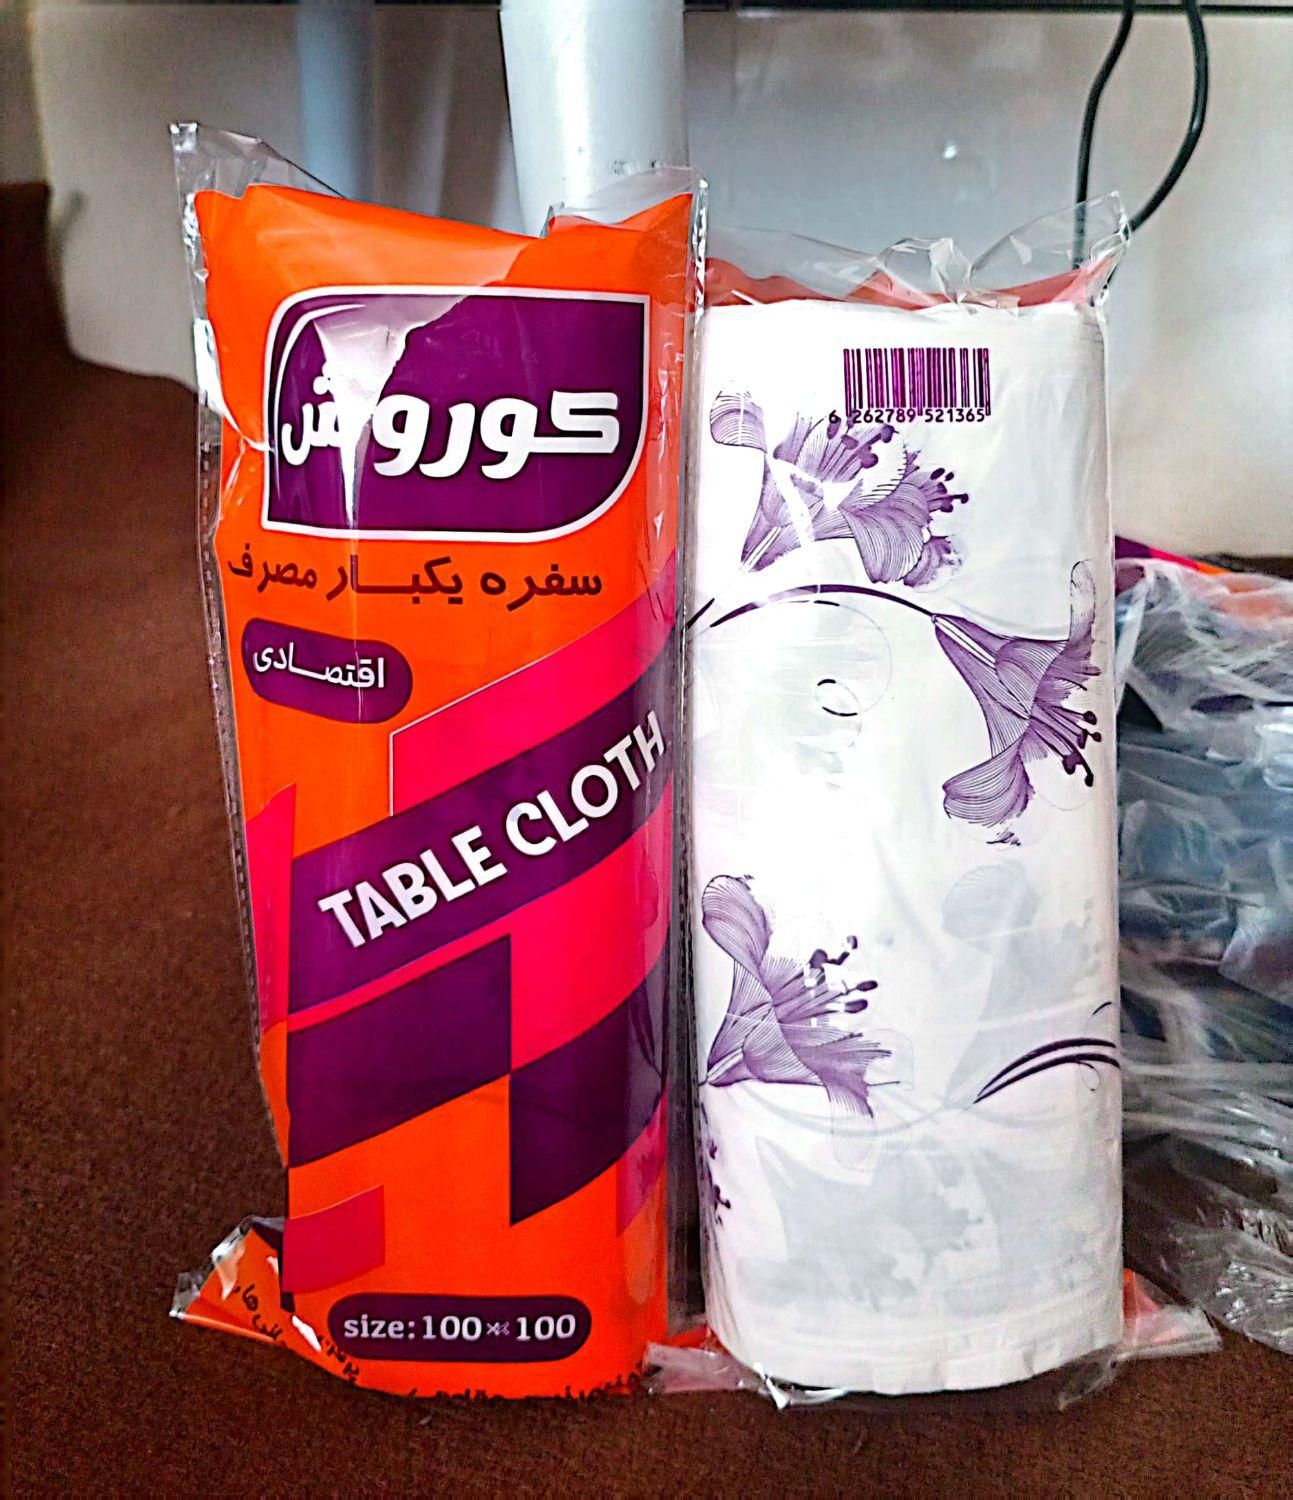 کوروش
سفره یکبار مصرف
اقتصادی
TABLE CLOTH
size: 100×100
6 262789 521365